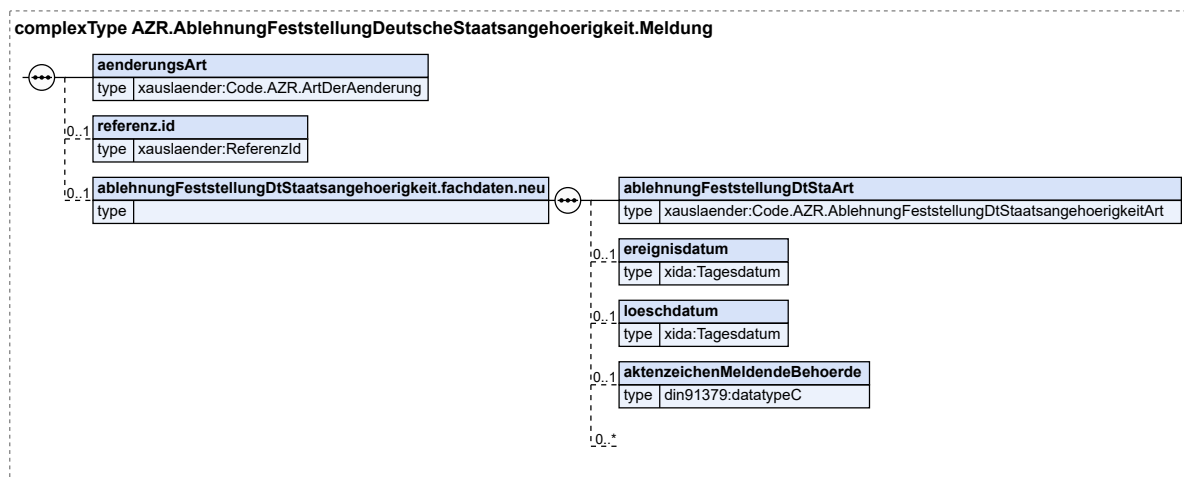 complexType AZR.AblehnungFeststellungDeutscheStaatsangehoerigkeit.Meldung
aenderungsArt
type xauslaender:Code.AZR.ArtDerAenderung
0..1 referenz.id
type xauslaender:ReferenzId
0..1 ablehnungFeststellungDtStaatsangehoerigkeit.fachdaten.neu
type
ablehnungFeststellungDtStaArt
type xauslaender:Code.AZR.AblehnungFeststellungDtStaatsangehoerigkeitArt
0..1 ereignisdatum
type xida:Tagesdatum
0..1 loeschdatum
type xida:Tagesdatum
0..1 aktenzeichenMeldendeBehoerde
type din91379:datatypeC
0..*